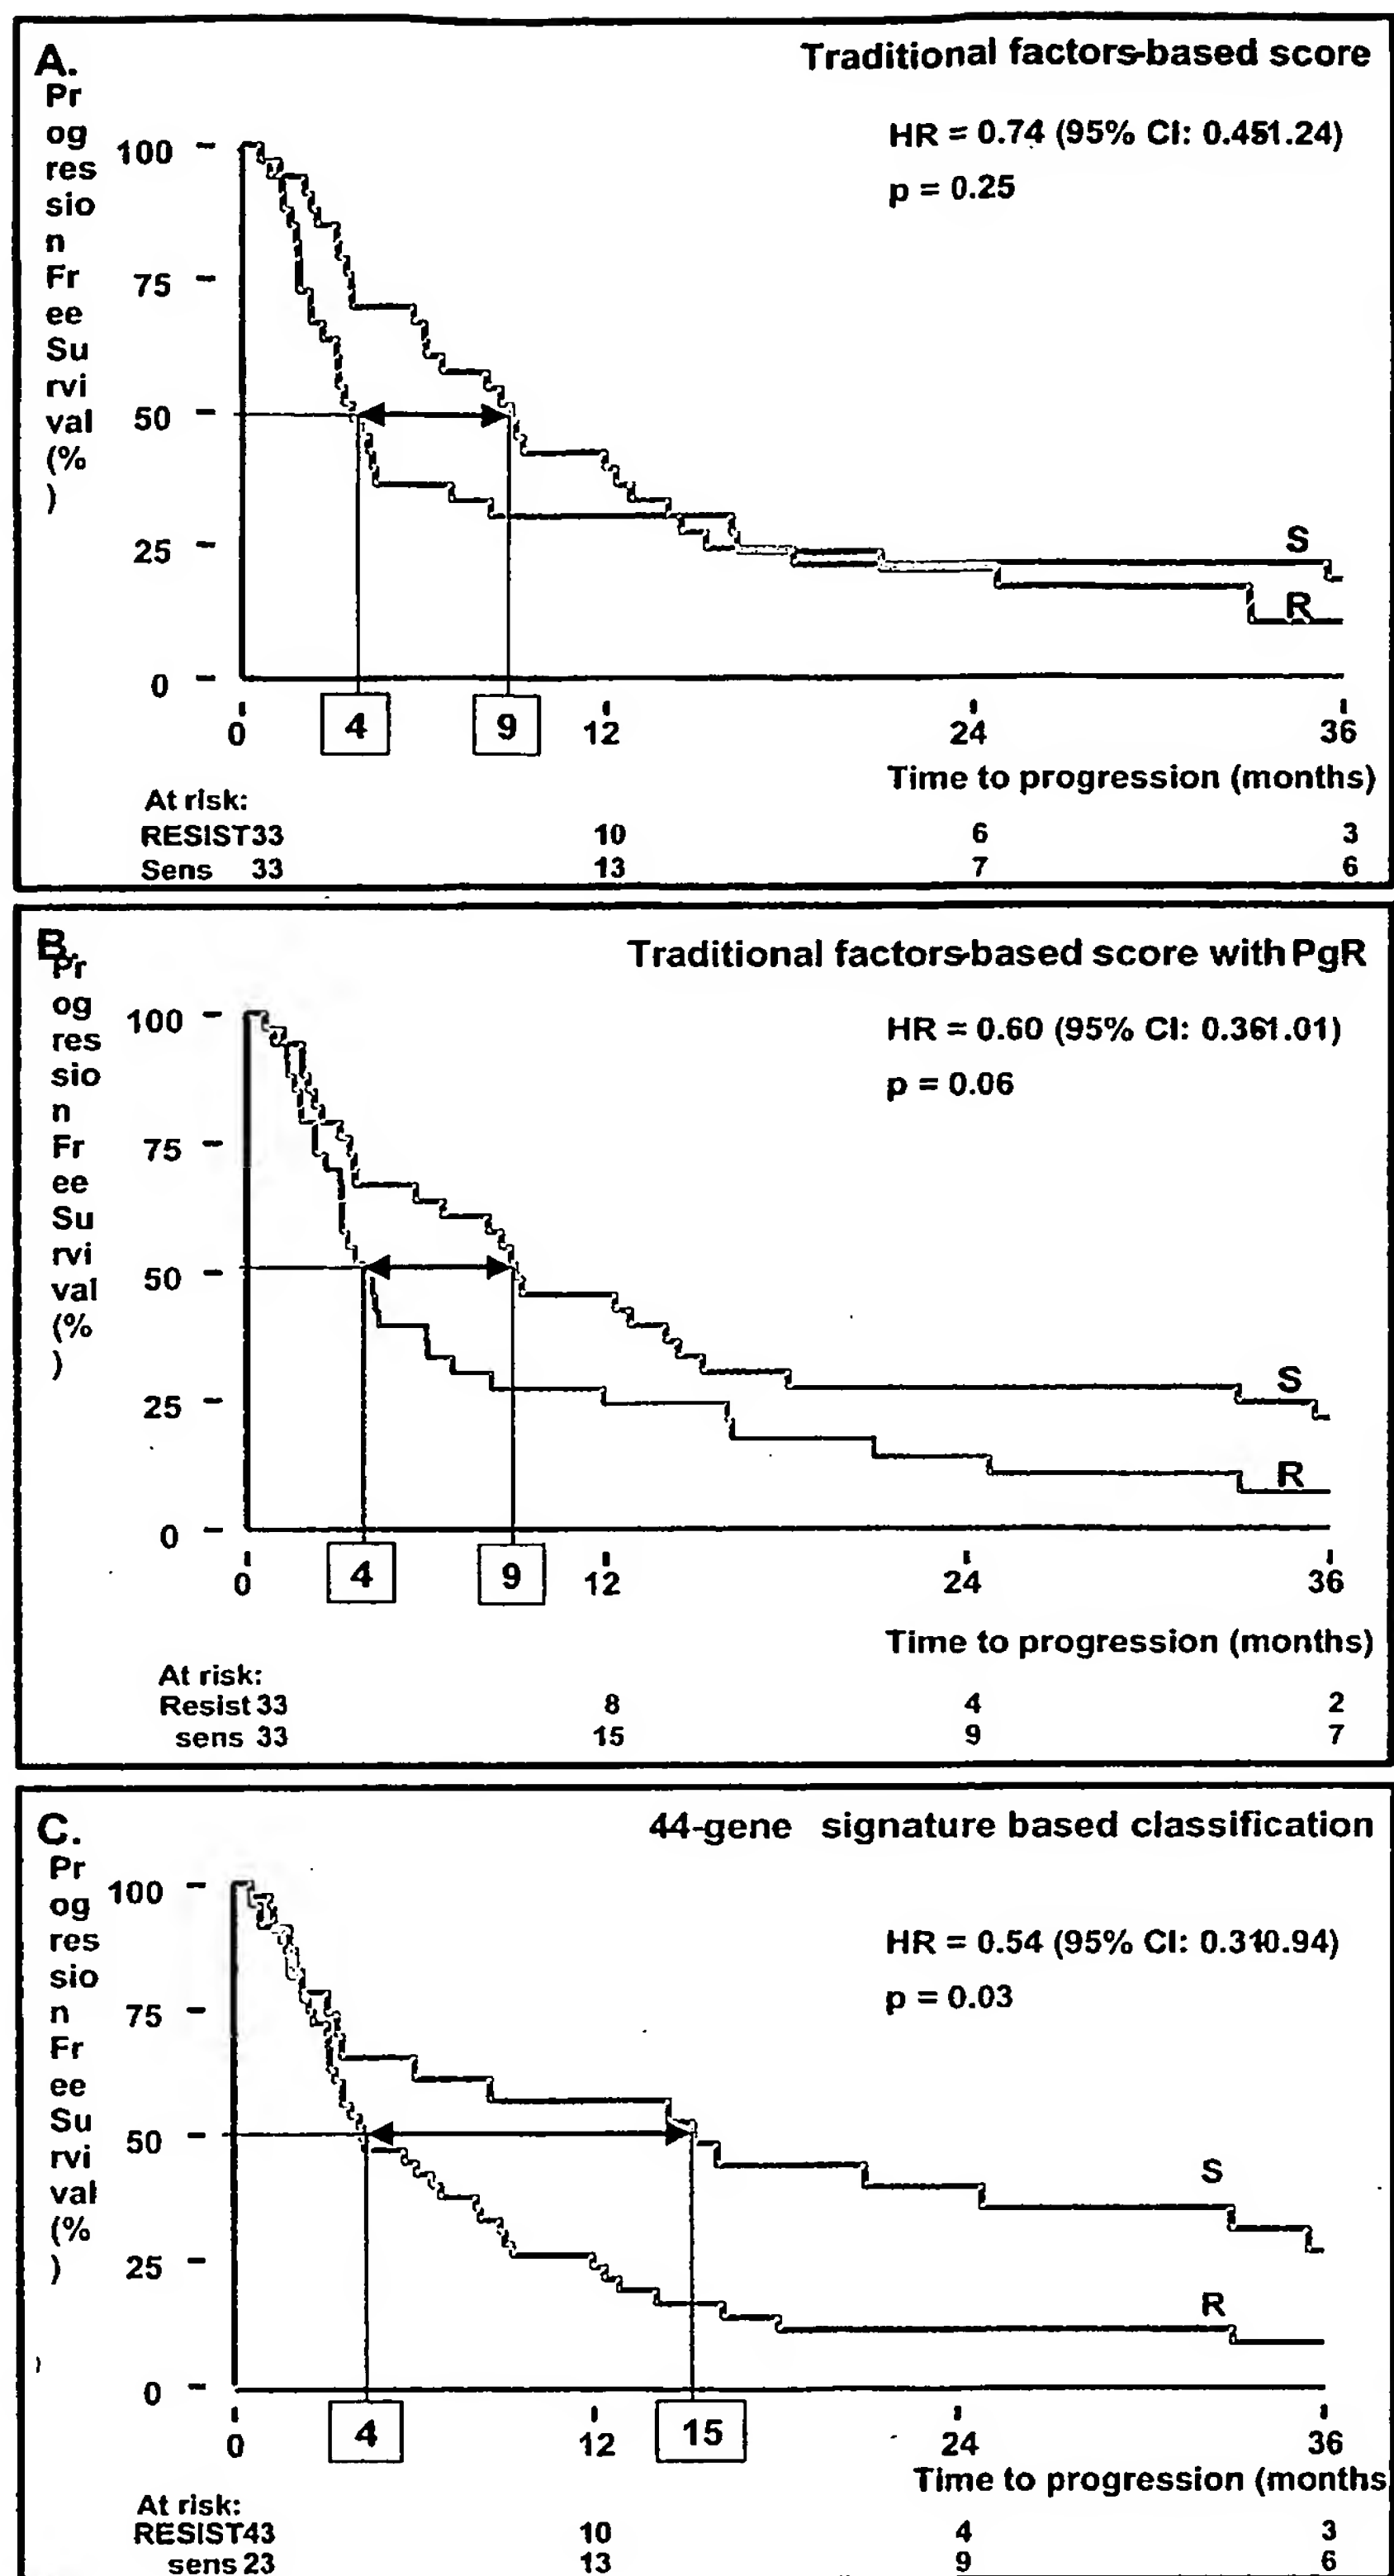 A.
Traditional factors-based score
Pr
og
res
sio
n
Fr
ee
Su
rvi
val
(%
)
HR = 0.74 (95% CI: 0.451.24)
p = 0.25
100
75
50
25
0
S
R
0 4 9 12 24 36
Time to progression (months)
At risk:
RESIST33 10 6 3
Sens 33 13 7 6
B.
Traditional factors-based score with PgR
Pr
og
res
sio
n
Fr
ee
Su
rvi
val
(%
)
HR = 0.60 (95% CI: 0.361.01)
p = 0.06
100
75
50
25
0
S
R
0 4 9 12 24 36
Time to progression (months)
At risk:
Resist 33 8 4 2
sens 33 15 9 7
C.
44-gene signature based classification
Pr
og
res
sio
n
Fr
ee
Su
rvi
val
(%
)
HR = 0.54 (95% CI: 0.310.94)
p = 0.03
100
75
50
25
0
S
R
0 4 12 15 24 36
Time to progression (months
At risk:
RESIST43 10 4 3
sens 23 13 9 6